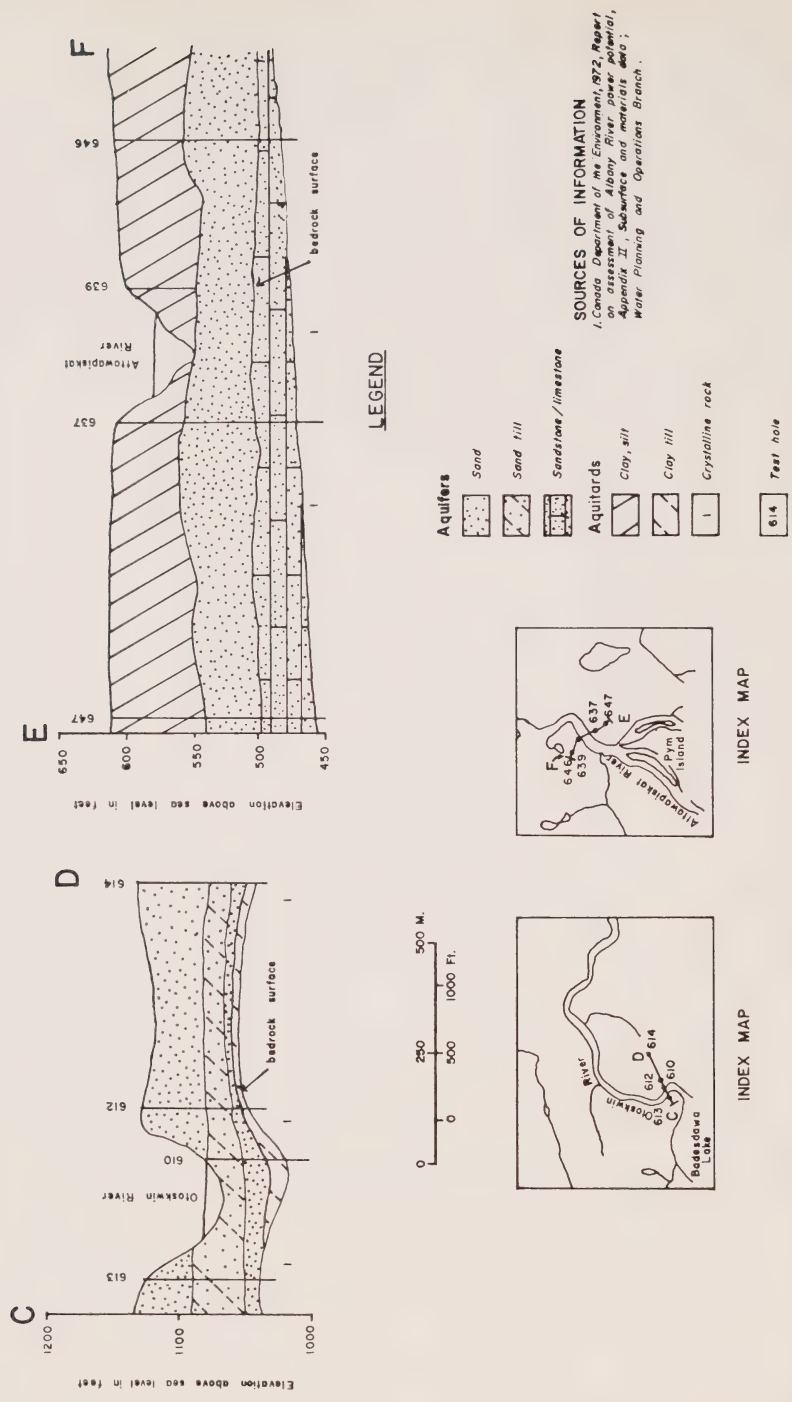 C
D
1200
1100
1000
Elevation above sea level in feet
613
Otoskwin River
610
612
614
bedrock surface
E
F
650
600
550
500
450
Elevation above sea level in feet
647
637
Attawapiskat
River
639
646
bedrock surface
0
250
500 M.
0
500
1000 Ft.
Badesdawa
Lake
C
613
612
610
D
614
Otoskwin
River
INDEX MAP
F
646
639
637
647
E
Attawapiskat River
Pym
Island
INDEX MAP
LEGEND
Aquifers
Sand
Sand till
Sandstone/limestone
Aquitards
Clay, silt
Clay till
Crystalline rock
614
Test hole
SOURCES OF INFORMATION
1. Canada Department of the Environment, 1972, Report
on assessment of Albany River power potential,
Appendix II, Subsurface and materials data;
Water Planning and Operations Branch.